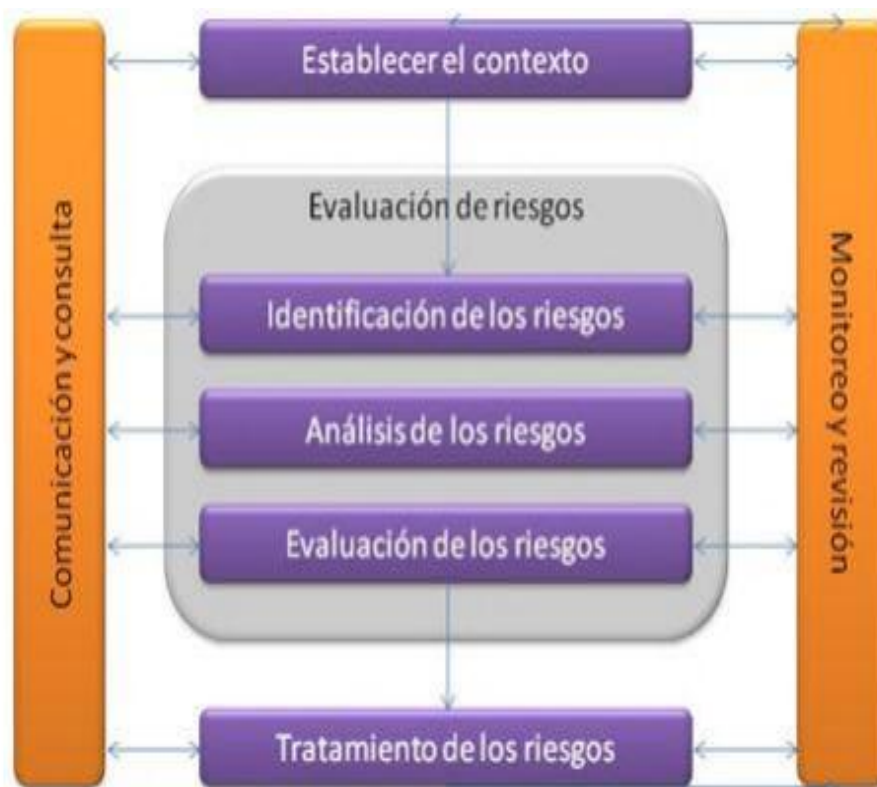 Establecer el contexto
Evaluación de riesgos
Identificación de los riesgos
Análisis de los riesgos
Evaluación de los riesgos
Tratamiento de los riesgos
Comunicación y consulta
Monitoreo y revisión